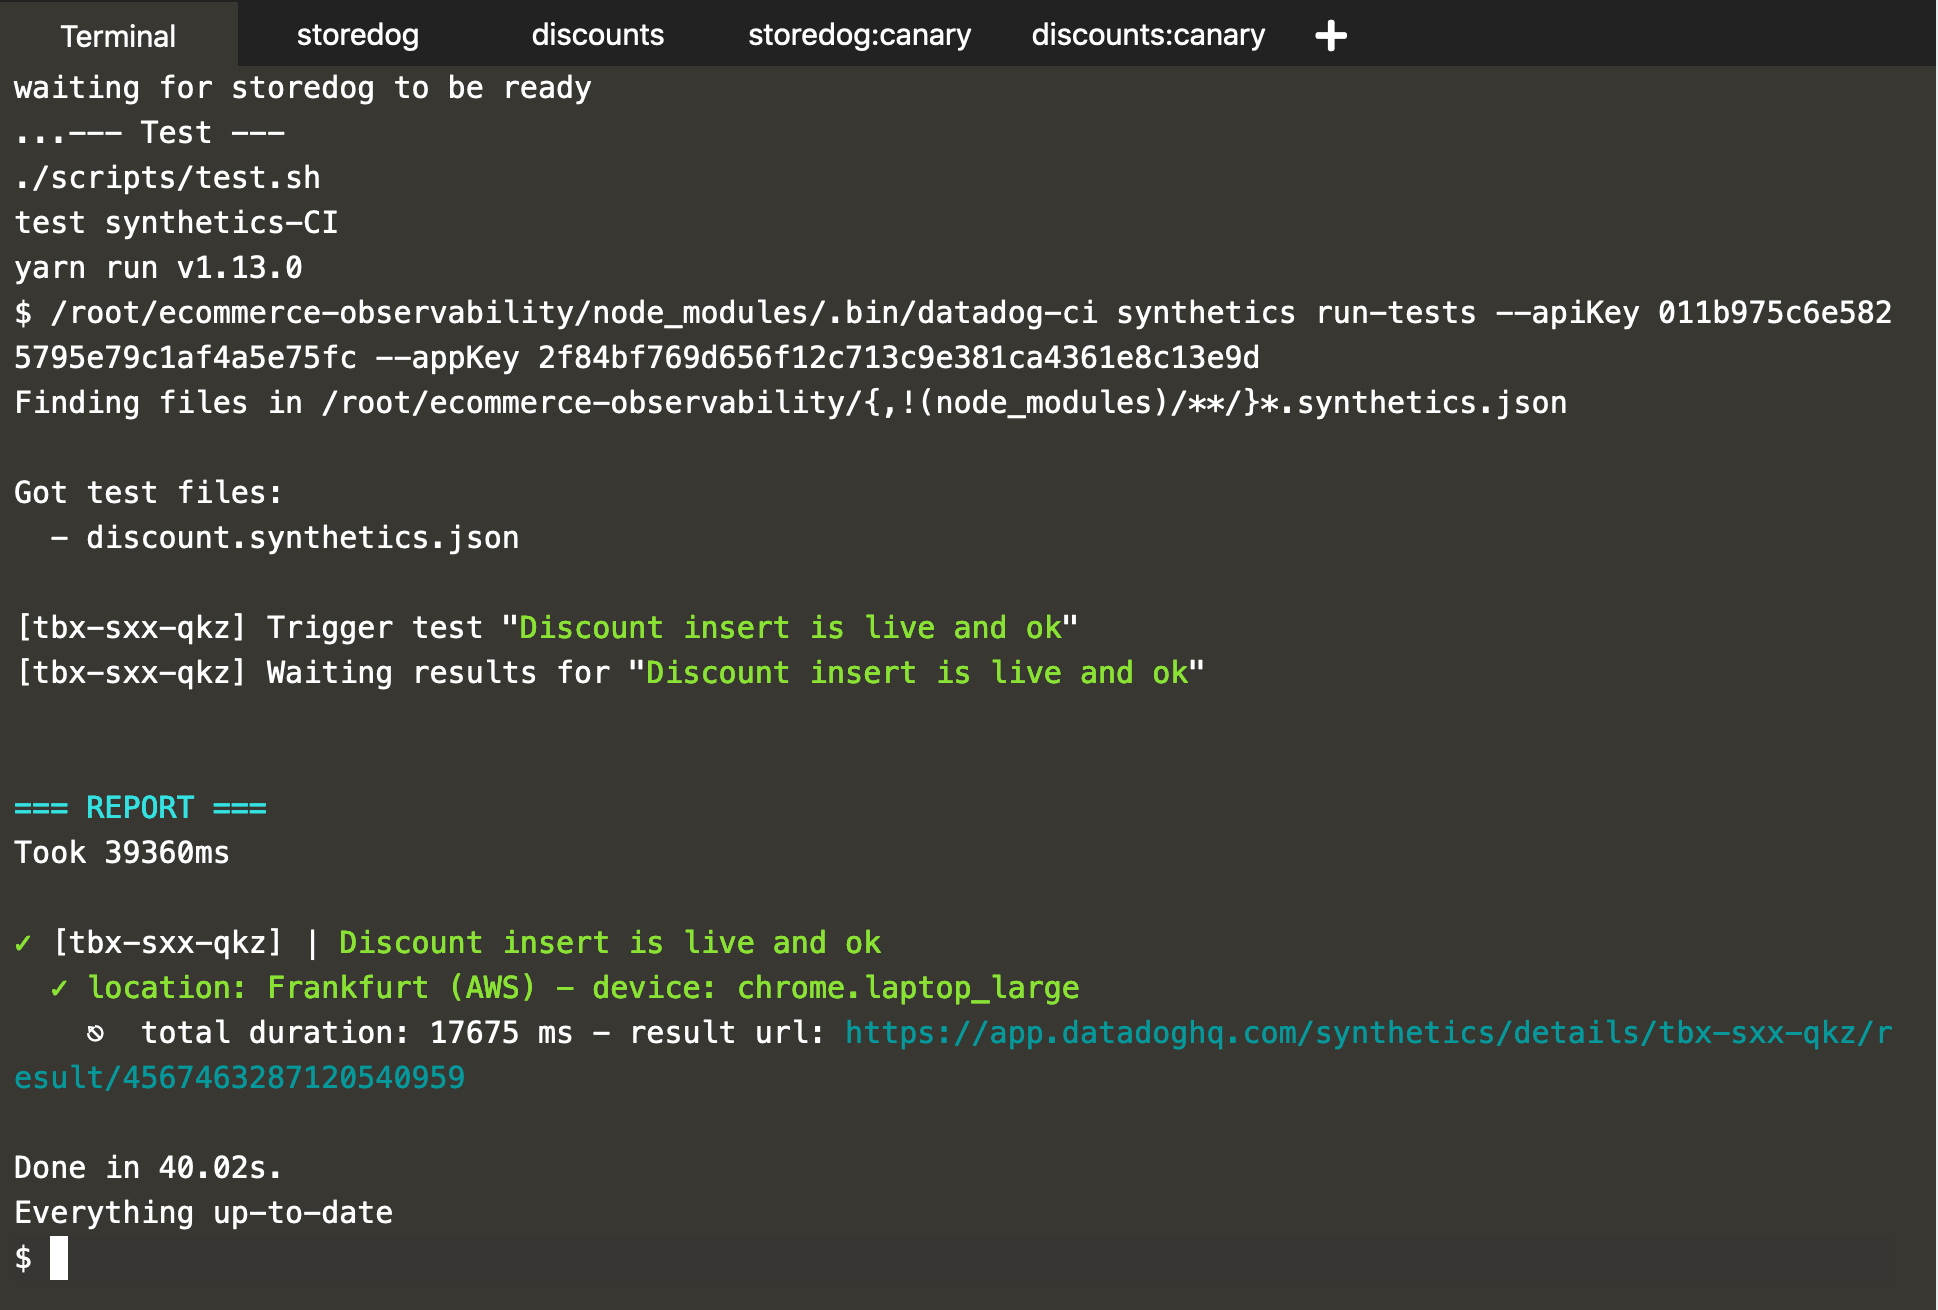 Terminal storedog discounts storedog:canary discounts:canary +
waiting for storedog to be ready
...--- Test ---
./scripts/test.sh
test synthetics-CI
yarn run v1.13.0
$ /root/ecommerce-observability/node_modules/.bin/datadog-ci synthetics run-tests --apiKey 011b975c6e582
5795e79c1af4a5e75fc --appKey 2f84bf769d656f12c713c9e381ca4361e8c13e9d
Finding files in /root/ecommerce-observability/{,!(node_modules)/**/}*.synthetics.json
Got test files:
- discount.synthetics.json
[tbx-sxx-qkz] Trigger test "Discount insert is live and ok"
[tbx-sxx-qkz] Waiting results for "Discount insert is live and ok"
=== REPORT ===
Took 39360ms
✓ [tbx-sxx-qkz] | Discount insert is live and ok
✓ location: Frankfurt (AWS) - device: chrome.laptop_large
⎋ total duration: 17675 ms - result url: https://app.datadoghq.com/synthetics/details/tbx-sxx-qkz/r
esult/4567463287120540959
Done in 40.02s.
Everything up-to-date
$